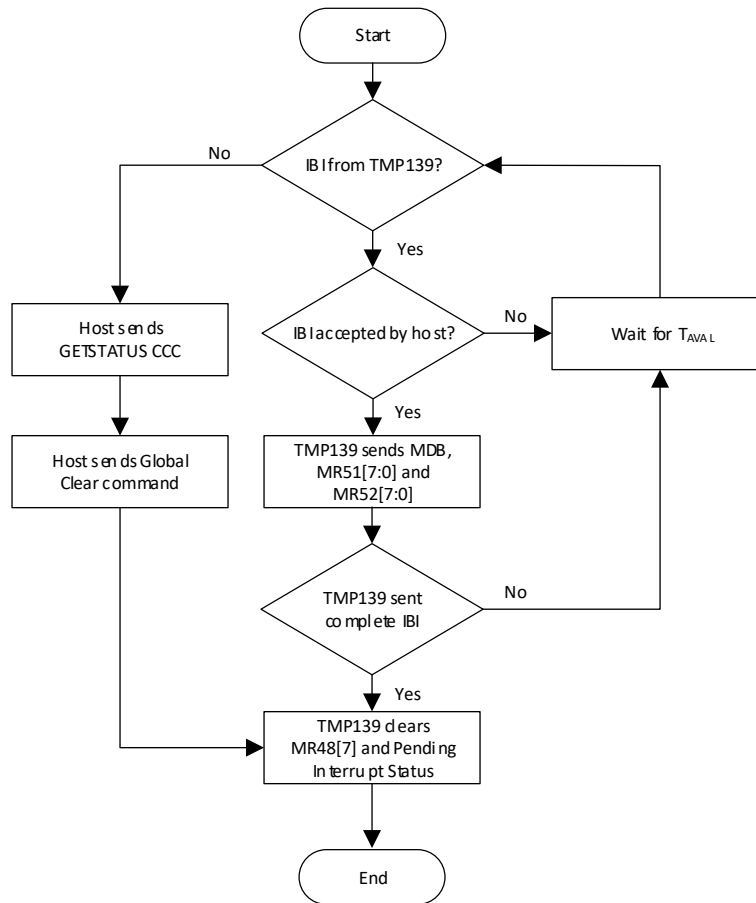 Start
IBI from TMP139?
No
Yes
Host sends
GETSTATUS CCC
IBI accepted by host?
No
Wait for TAVAL
Yes
Host sends Global
Clear command
TMP139 sends MDB,
MR51[7:0] and
MR52[7:0]
TMP139 sent
complete IBI
No
Yes
TMP139 clears
MR48[7] and Pending
Interrupt Status
End